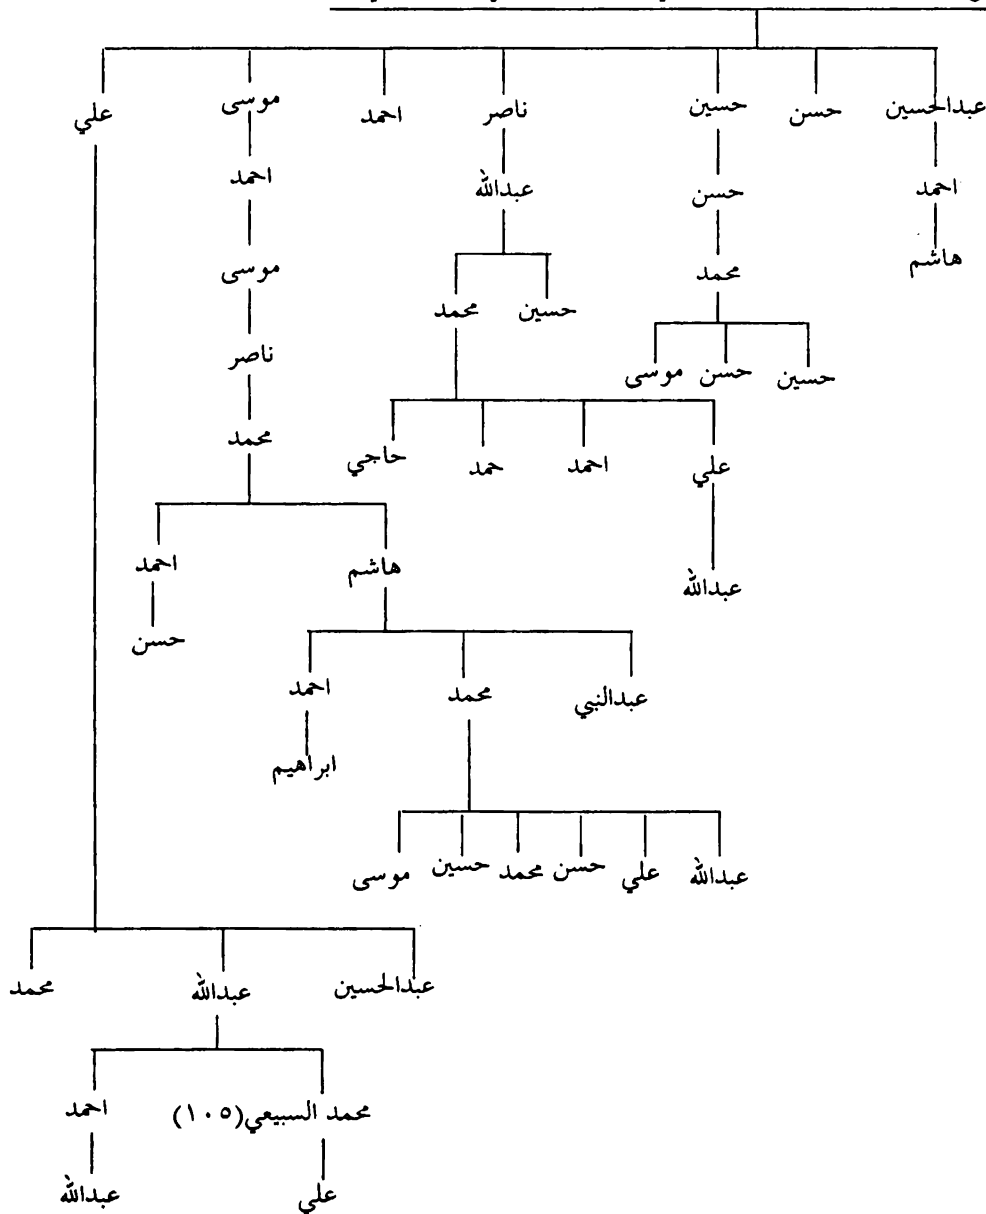 عبدالحسين حسن حسين ناصر احمد موسى علي
احمد حسن عبدالله احمد
هاشم محمد موسى
حسين محمد
ناصر
حسين حسن موسى
محمد
علي احمد حمد حاجي
هاشم احمد
عبدالله
حسن
عبدالنبي محمد احمد
ابراهيم
عبدالله علي حسن محمد حسين موسى
عبدالحسين عبدالله محمد
محمد السبيعي(١٠٥) احمد
علي عبدالله